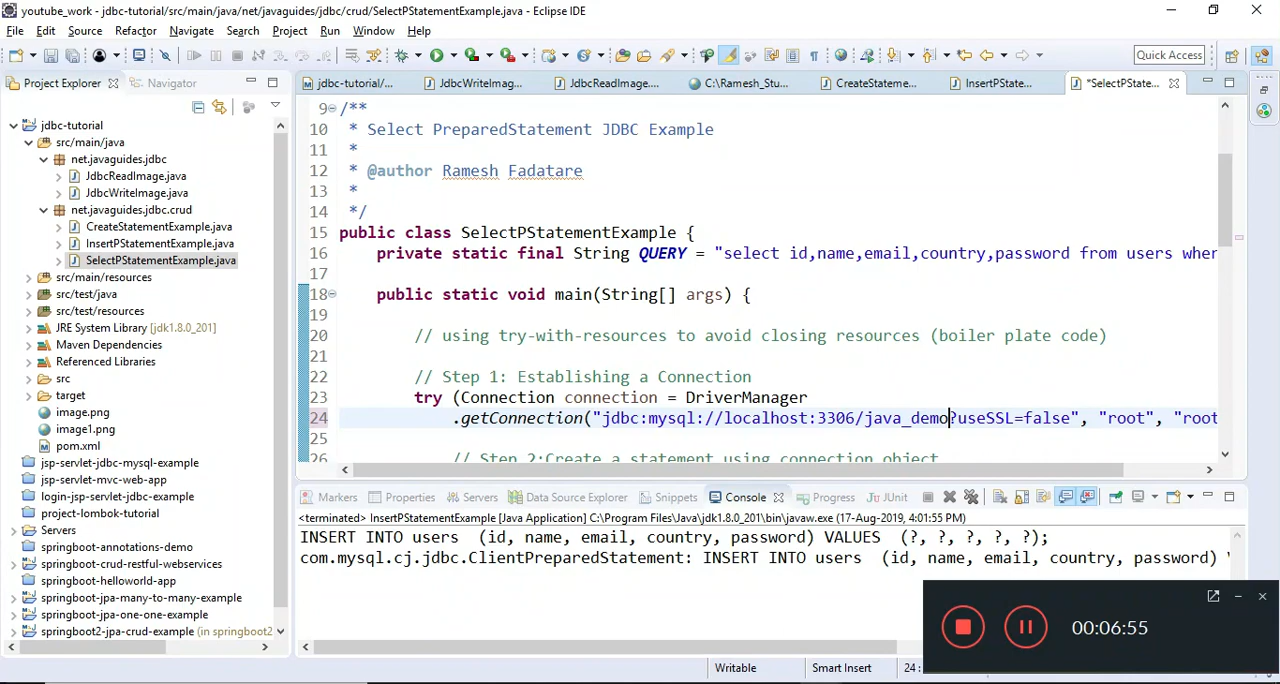 youtube_work - jdbc-tutorial/src/main/java/net/javaguides/jdbc/crud/SelectPStatementExample.java - Eclipse IDE
File Edit Source Refactor Navigate Search Project Run Window Help
Quick Access
Project Explorer Navigator
jdbc-tutorial/... JdbcWriteImag... JdbcReadImage... C:\Ramesh_Stu... CreateStateme... InsertPState... *SelectPState...
jdbc-tutorial
src/main/java
net.javaguides.jdbc
JdbcReadImage.java
JdbcWriteImage.java
net.javaguides.jdbc.crud
CreateStatementExample.java
InsertPStatementExample.java
SelectPStatementExample.java
src/main/resources
src/test/java
src/test/resources
JRE System Library [jdk1.8.0_201]
Maven Dependencies
Referenced Libraries
src
target
image.png
image1.png
pom.xml
jsp-servlet-jdbc-mysql-example
jsp-servlet-mvc-web-app
login-jsp-servlet-jdbc-example
project-lombok-tutorial
Servers
springboot-annotations-demo
springboot-crud-restful-webservices
springboot-helloworld-app
springboot-jpa-many-to-many-example
springboot-jpa-one-one-example
springboot2-jpa-crud-example (in springboot2
9 /**
10 * Select PreparedStatement JDBC Example
11 *
12 * @author Ramesh Fadatare
13 *
14 */
15 public class SelectPStatementExample {
16 private static final String QUERY = "select id,name,email,country,password from users wher
17
18 public static void main(String[] args) {
19
20 // using try-with-resources to avoid closing resources (boiler plate code)
21
22 // Step 1: Establishing a Connection
23 try (Connection connection = DriverManager
24 .getConnection("jdbc:mysql://localhost:3306/java_demo?useSSL=false", "root", "root
25
26 // Step 2:Create a statement using connection object
Markers Properties Servers Data Source Explorer Snippets Console Progress JUnit
<terminated> InsertPStatementExample [Java Application] C:\Program Files\Java\jdk1.8.0_201\bin\javaw.exe (17-Aug-2019, 4:01:55 PM)
INSERT INTO users (id, name, email, country, password) VALUES (?, ?, ?, ?, ?);
com.mysql.cj.jdbc.ClientPreparedStatement: INSERT INTO users (id, name, email, country, password) V
00:06:55
Writable Smart Insert 24 :